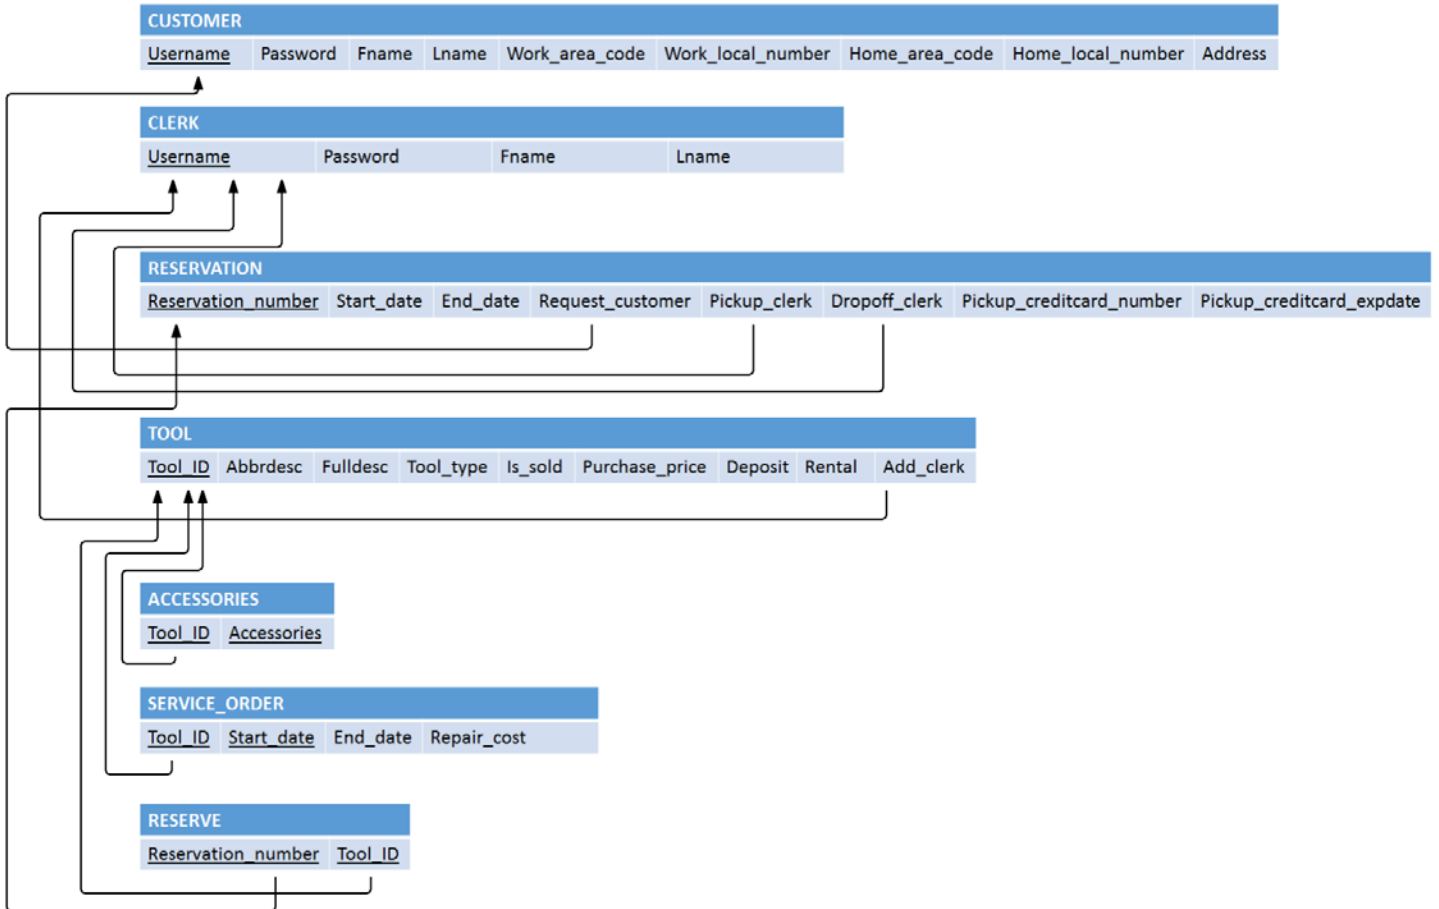 CUSTOMER
Username Password Fname Lname Work_area_code Work_local_number Home_area_code Home_local_number Address
CLERK
Username Password Fname Lname
RESERVATION
Reservation_number Start_date End_date Request_customer Pickup_clerk Dropoff_clerk Pickup_creditcard_number Pickup_creditcard_expdate
TOOL
Tool_ID Abbrdesc Fulldesc Tool_type Is_sold Purchase_price Deposit Rental Add_clerk
ACCESSORIES
Tool_ID Accessories
SERVICE_ORDER
Tool_ID Start_date End_date Repair_cost
RESERVE
Reservation_number Tool_ID